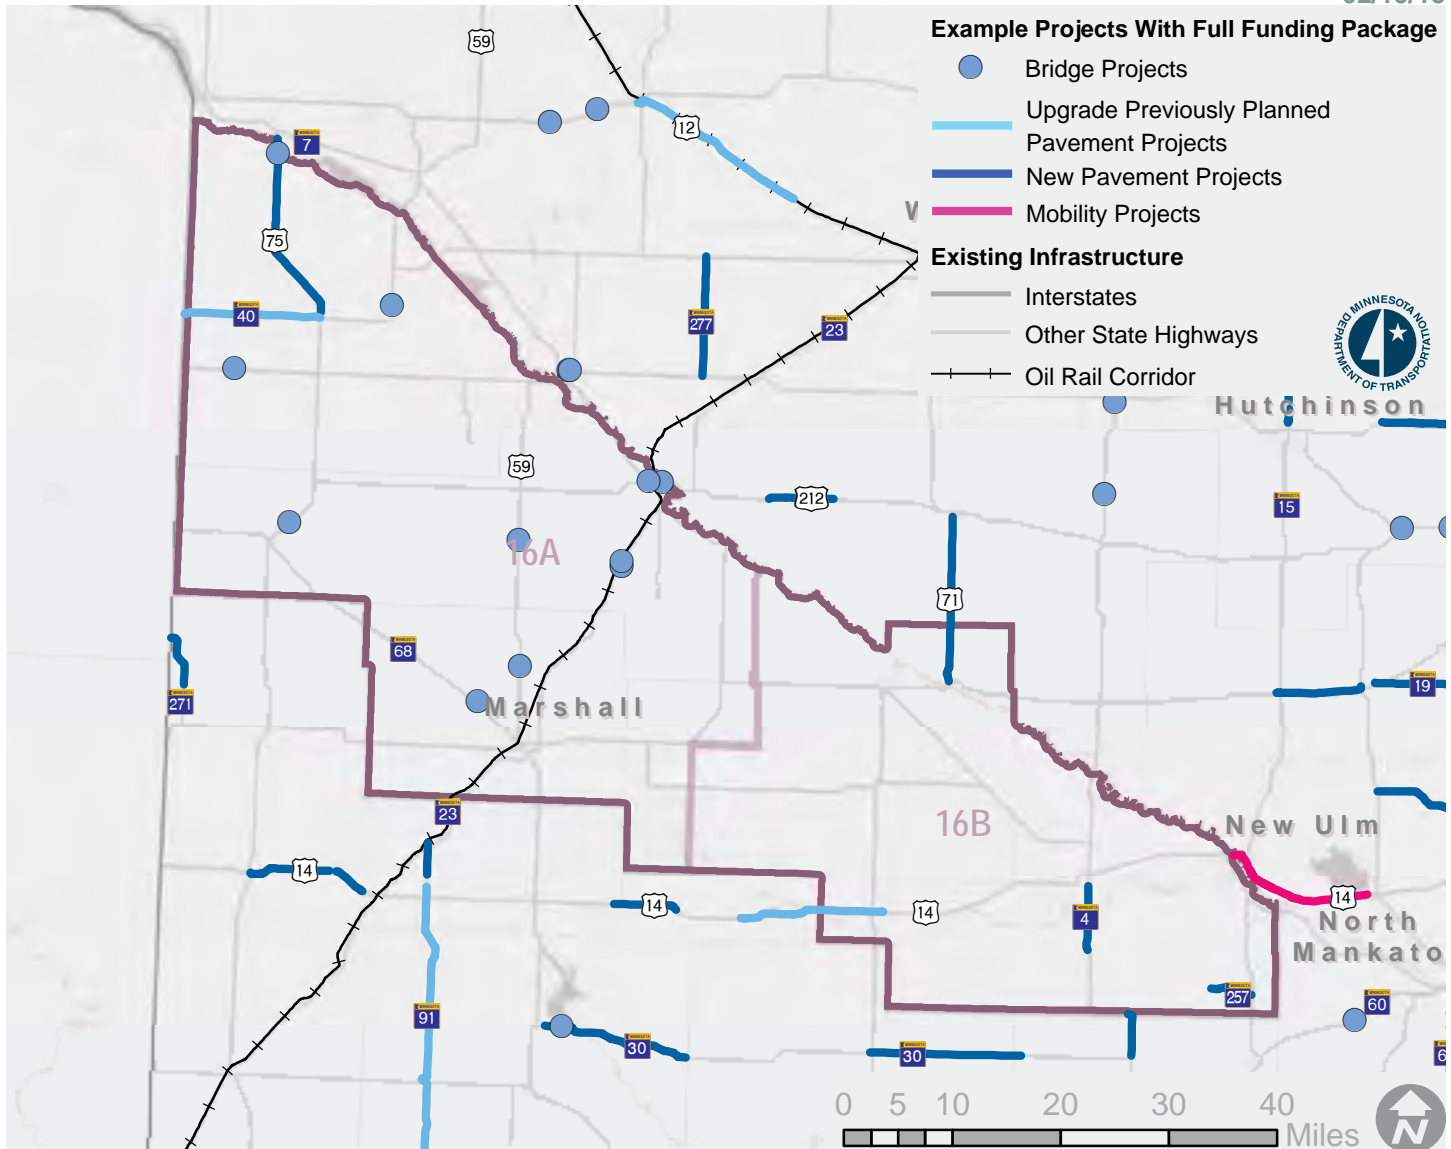 Example Projects With Full Funding Package
Bridge Projects
Upgrade Previously Planned
Pavement Projects
New Pavement Projects
Mobility Projects
Existing Infrastructure
Interstates
Other State Highways
Oil Rail Corridor
MINNESOTA
DEPARTMENT OF TRANSPORTATION
59
12
7
75
40
277
23
Hutchinson
59
212
15
16A
71
68
271
19
Marshall
23
16B
New Ulm
14
14
14
14
4
North
Mankato
91
257
60
30
30
6
0 5 10 20 30 40
Miles